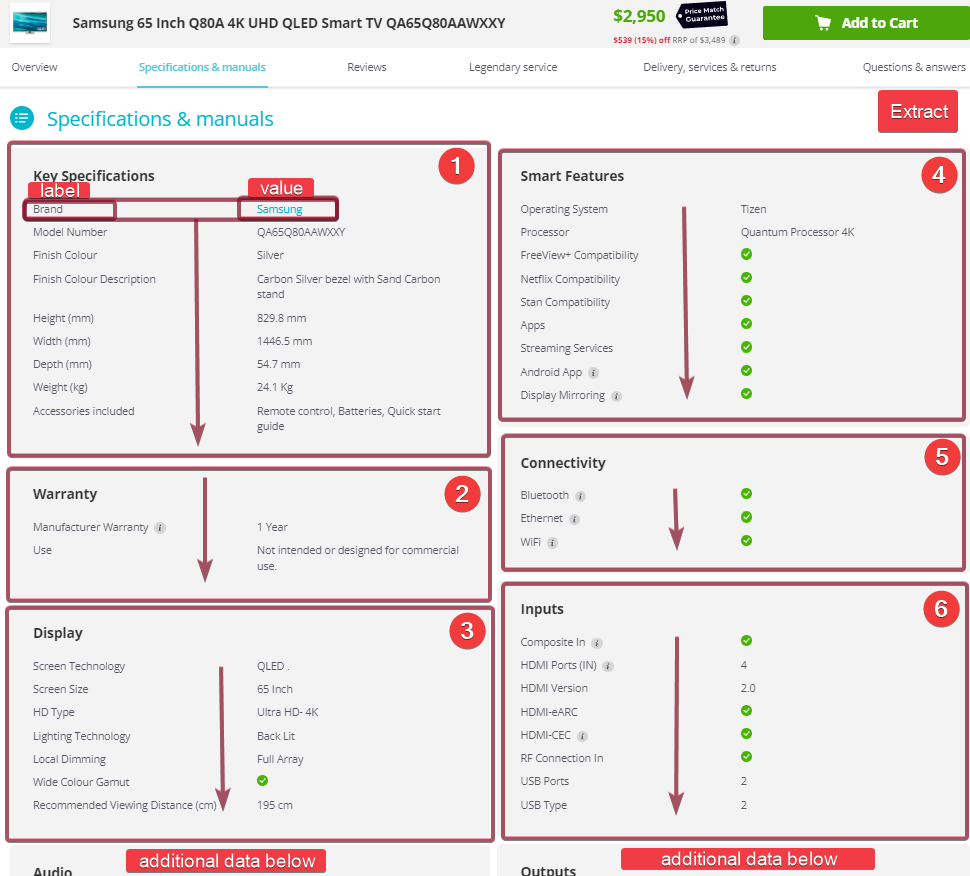 Samsung 65 Inch Q80A 4K UHD QLED Smart TV QA65Q80AAWXXY
$2,950
Price Match
Guarantee
$539 (15%) off RRP of $3,489 i
Add to Cart
Overview
Specifications & manuals
Reviews
Legendary service
Delivery, services & returns
Questions & answers
Specifications & manuals
Extract
1
Key Specifications
label
value
Brand Samsung
Model Number QA65Q80AAWXXY
Finish Colour Silver
Finish Colour Description Carbon Silver bezel with Sand Carbon
stand
Height (mm) 829.8 mm
Width (mm) 1446.5 mm
Depth (mm) 54.7 mm
Weight (kg) 24.1 Kg
Accessories included Remote control, Batteries, Quick start
guide
2
Warranty
Manufacturer Warranty i 1 Year
Use Not intended or designed for commercial
use.
3
Display
Screen Technology QLED .
Screen Size 65 Inch
HD Type Ultra HD- 4K
Lighting Technology Back Lit
Local Dimming Full Array
Wide Colour Gamut
Recommended Viewing Distance (cm) 195 cm
Audio
additional data below
4
Smart Features
Operating System Tizen
Processor Quantum Processor 4K
FreeView+ Compatibility
Netflix Compatibility
Stan Compatibility
Apps
Streaming Services
Android App i
Display Mirroring i
5
Connectivity
Bluetooth i
Ethernet i
WiFi i
6
Inputs
Composite In i
HDMI Ports (IN) i 4
HDMI Version 2.0
HDMI-eARC
HDMI-CEC i
RF Connection In
USB Ports 2
USB Type 2
Outputs
additional data below